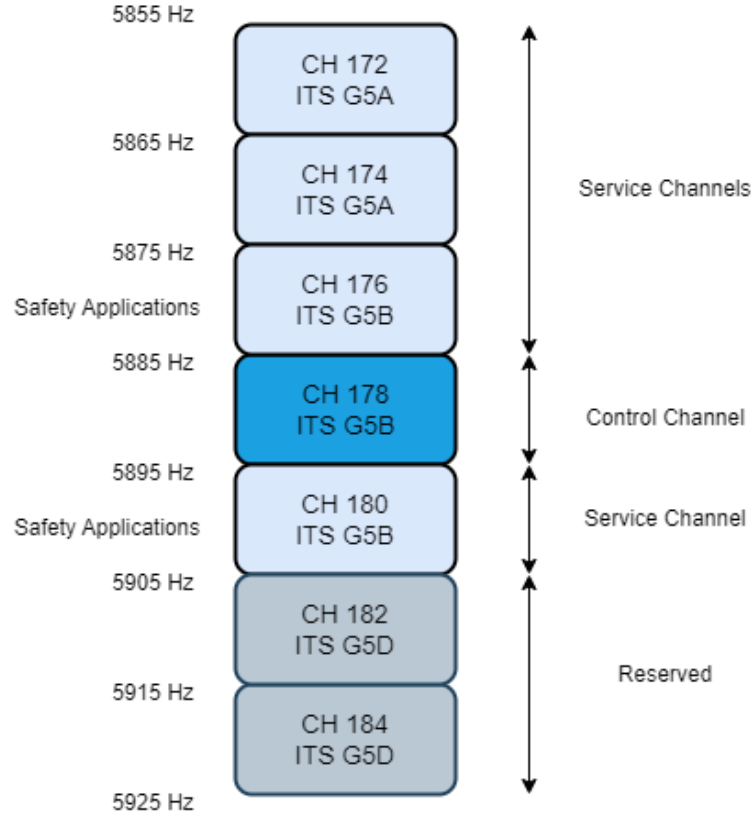 5855 Hz
CH 172
ITS G5A
5865 Hz
CH 174
ITS G5A
Service Channels
5875 Hz
CH 176
ITS G5B
Safety Applications
5885 Hz
CH 178
ITS G5B
Control Channel
5895 Hz
CH 180
ITS G5B
Safety Applications
Service Channel
5905 Hz
CH 182
ITS G5D
Reserved
5915 Hz
CH 184
ITS G5D
5925 Hz